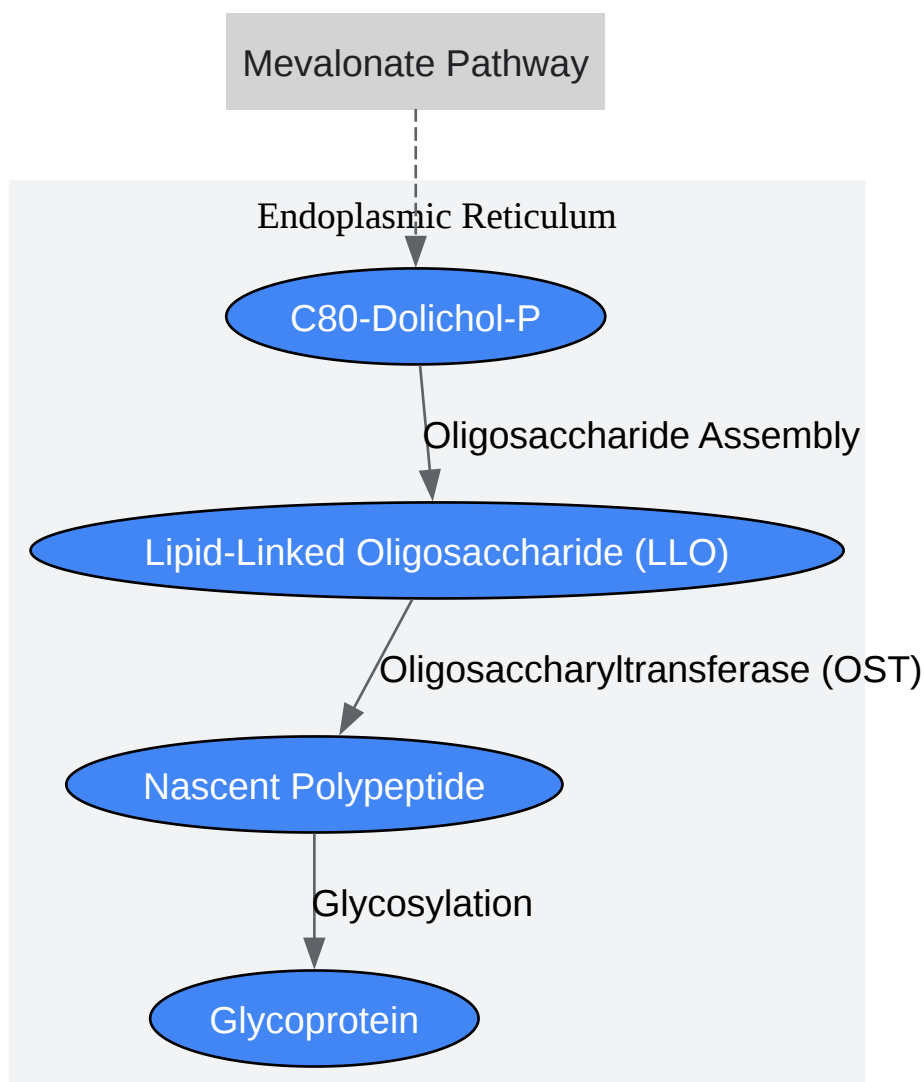 Mevalonate Pathway
Endoplasmic Reticulum
C80-Dolichol-P
Oligosaccharide Assembly
Lipid-Linked Oligosaccharide (LLO)
Oligosaccharyltransferase (OST)
Nascent Polypeptide
Glycosylation
Glycoprotein